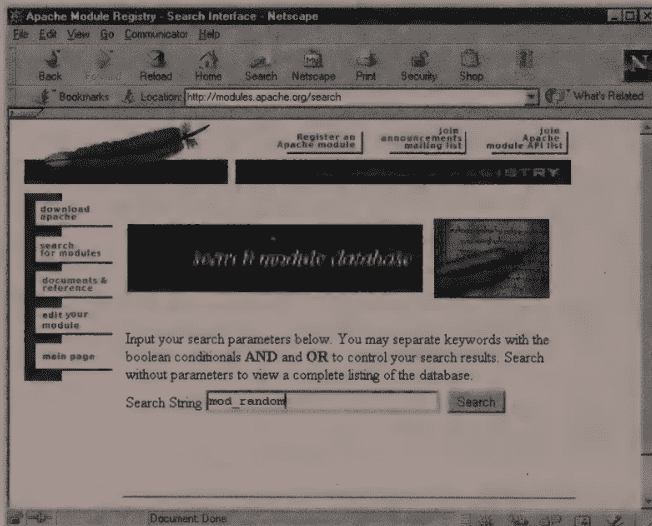 Apache Module Registry - Search Interface - Netscape
File Edit View Go Communicator Help
Back Forward Reload Home Search Netscape Print Security Shop
Bookmarks Location: http://modules.apache.org/search What's Related
Register an
Apache module
join
announcements
mailing list
join
Apache
module API list
download
apache
search
for modules
documents &
reference
edit your
module
main page
search module database
Input your search parameters below. You may separate keywords with the
boolean conditionals AND and OR to control your search results. Search
without parameters to view a complete listing of the database.
Search String mod_random Search
Document: Done